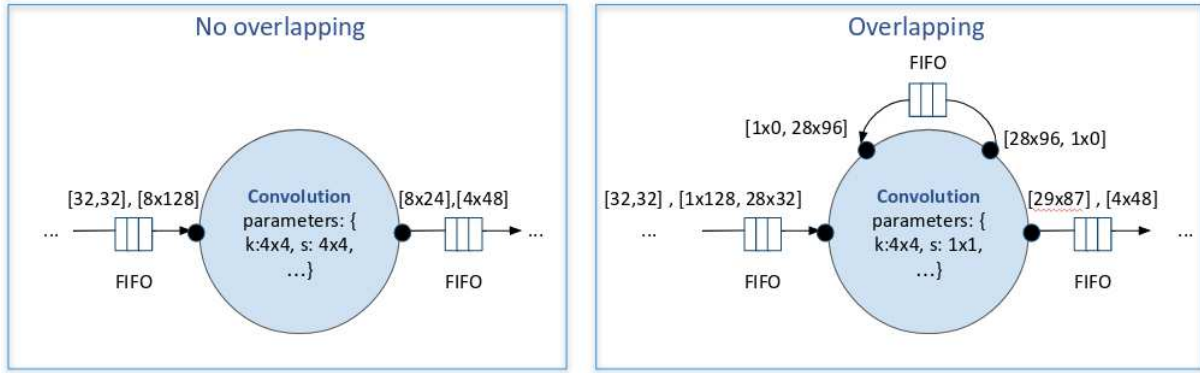 No overlapping
[32,32], [8x128]
[8x24],[4x48]
Convolution
parameters: {
k:4x4, s: 4x4,
...}
...
...
FIFO
FIFO
Overlapping
FIFO
[1x0, 28x96]
[28x96, 1x0]
[32,32] , [1x128, 28x32]
[29x87] , [4x48]
Convolution
parameters: {
k:4x4, s: 1x1,
...}
...
...
FIFO
FIFO